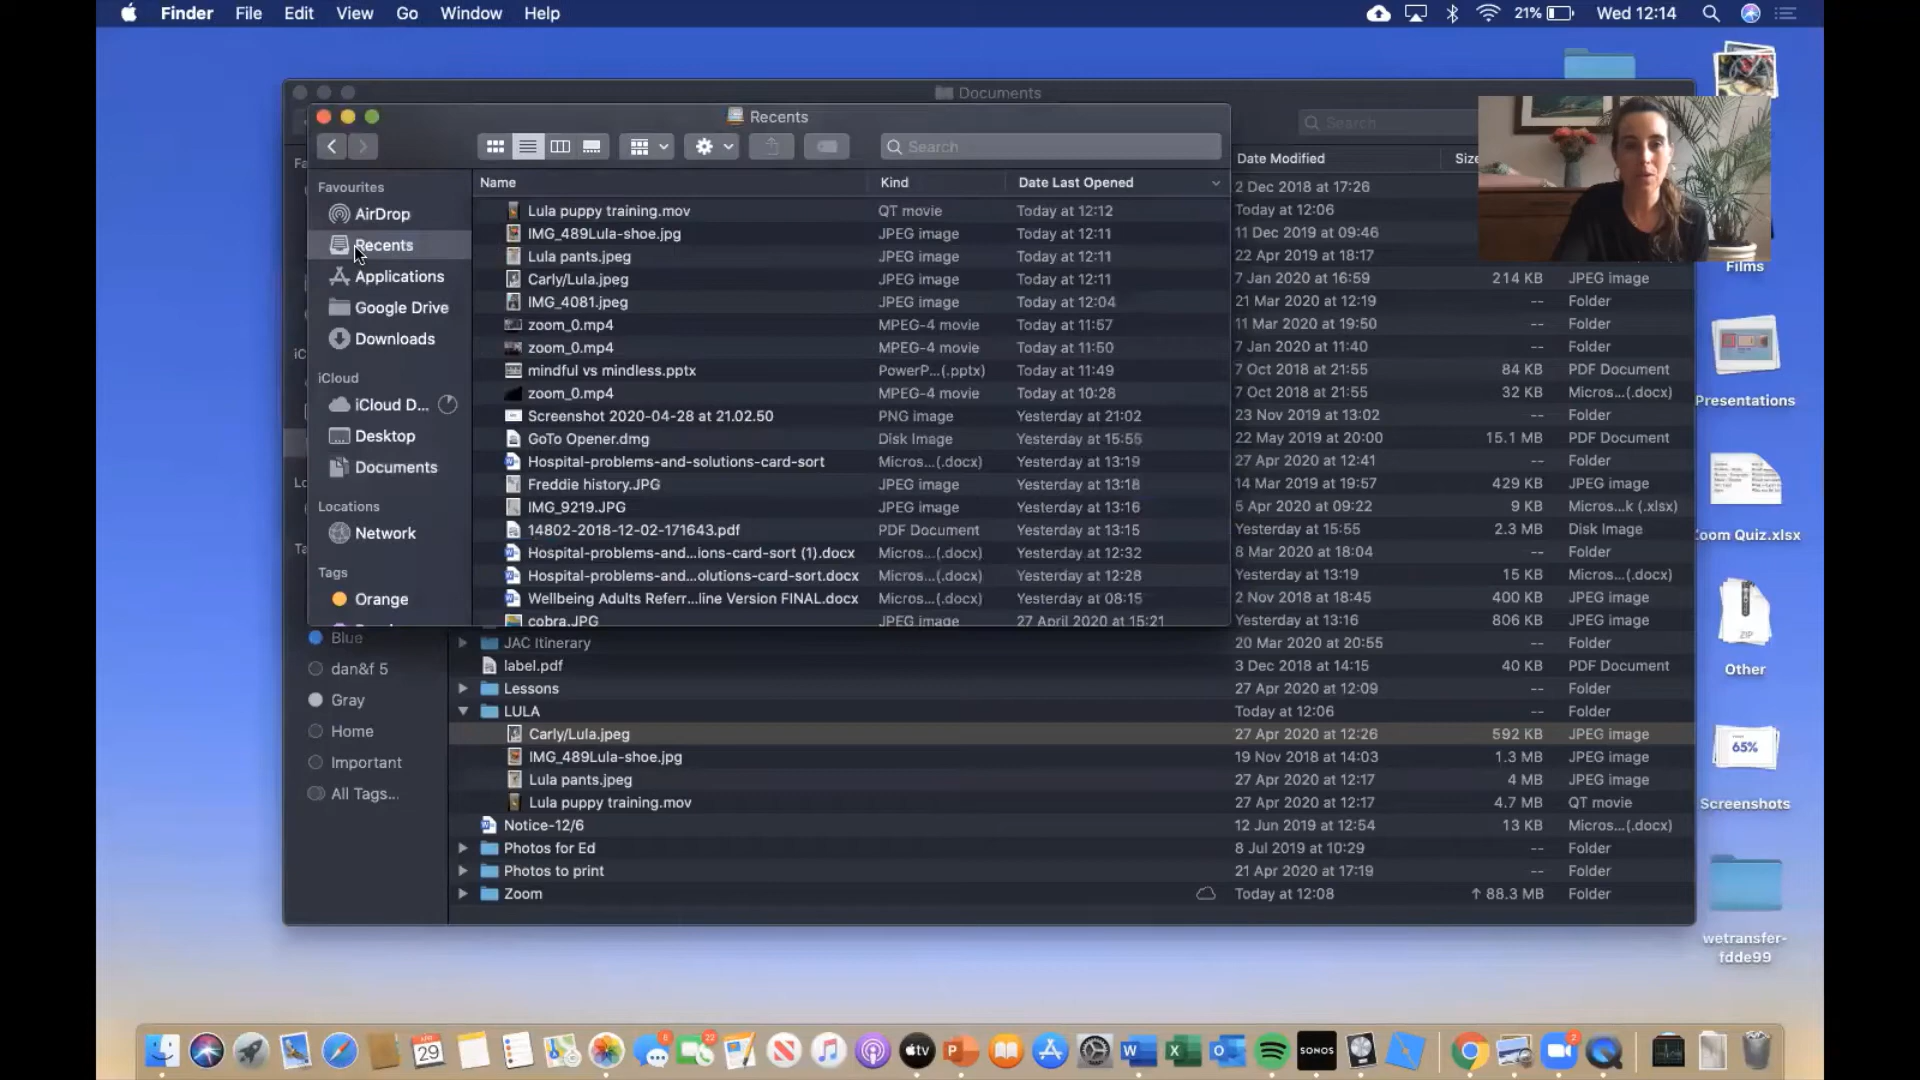 Finder File Edit View Go Window Help 21% Wed 12:14
Documents
Recents
Search
Search
Favourites
AirDrop
Recents
Applications
Google Drive
Downloads
iCloud
iCloud D...
Desktop
Documents
Locations
Network
Tags
Orange
Blue
dan&f 5
Gray
Home
Important
All Tags...
Name Kind Date Last Opened
Lula puppy training.mov QT movie Today at 12:12
IMG_489Lula-shoe.jpg JPEG image Today at 12:11
Lula pants.jpeg JPEG image Today at 12:11
Carly/Lula.jpeg JPEG image Today at 12:11
IMG_4081.jpeg JPEG image Today at 12:04
zoom_0.mp4 MPEG-4 movie Today at 11:57
zoom_0.mp4 MPEG-4 movie Today at 11:50
mindful vs mindless.pptx PowerP...(.pptx) Today at 11:49
zoom_0.mp4 MPEG-4 movie Today at 10:28
Screenshot 2020-04-28 at 21.02.50 PNG image Yesterday at 21:02
GoTo Opener.dmg Disk Image Yesterday at 15:55
Hospital-problems-and-solutions-card-sort Micros...(.docx) Yesterday at 13:19
Freddie history.JPG JPEG image Yesterday at 13:18
IMG_9219.JPG JPEG image Yesterday at 13:16
14802-2018-12-02-171643.pdf PDF Document Yesterday at 13:15
Hospital-problems-and...ions-card-sort (1).docx Micros...(.docx) Yesterday at 12:32
Hospital-problems-and...olutions-card-sort.docx Micros...(.docx) Yesterday at 12:28
Wellbeing Adults Referr...line Version FINAL.docx Micros...(.docx) Yesterday at 08:15
cobra.JPG JPEG image 27 April 2020 at 15:21
Date Modified Size
2 Dec 2018 at 17:26
Today at 12:06
11 Dec 2019 at 09:46
22 Apr 2019 at 18:17
7 Jan 2020 at 16:59 214 KB JPEG image
21 Mar 2020 at 12:19 -- Folder
11 Mar 2020 at 19:50 -- Folder
7 Jan 2020 at 11:40 -- Folder
7 Oct 2018 at 21:55 84 KB PDF Document
7 Oct 2018 at 21:55 32 KB Micros...(.docx)
23 Nov 2019 at 13:02 -- Folder
22 May 2019 at 20:00 15.1 MB PDF Document
27 Apr 2020 at 12:41 -- Folder
14 Mar 2019 at 19:57 429 KB JPEG image
5 Apr 2020 at 09:22 9 KB Micros...k (.xlsx)
Yesterday at 15:55 2.3 MB Disk Image
8 Mar 2020 at 18:04 -- Folder
Yesterday at 13:19 15 KB Micros...(.docx)
2 Nov 2018 at 18:45 400 KB JPEG image
Yesterday at 13:16 806 KB JPEG image
JAC Itinerary 20 Mar 2020 at 20:55 -- Folder
label.pdf 3 Dec 2018 at 14:15 40 KB PDF Document
Lessons 27 Apr 2020 at 12:09 -- Folder
LULA Today at 12:06 -- Folder
Carly/Lula.jpeg 27 Apr 2020 at 12:26 592 KB JPEG image
IMG_489Lula-shoe.jpg 19 Nov 2018 at 14:03 1.3 MB JPEG image
Lula pants.jpeg 27 Apr 2020 at 12:17 4 MB JPEG image
Lula puppy training.mov 27 Apr 2020 at 12:17 4.7 MB QT movie
Notice-12/6 12 Jun 2019 at 12:54 13 KB Micros...(.docx)
Photos for Ed 8 Jul 2019 at 10:29 -- Folder
Photos to print 21 Apr 2020 at 17:19 -- Folder
Zoom Today at 12:08 ↑ 88.3 MB Folder
Films
Presentations
oom Quiz.xlsx
ZIP
Other
65%
Screenshots
wetransfer-
fdde99
APR
29
tv
SONOS